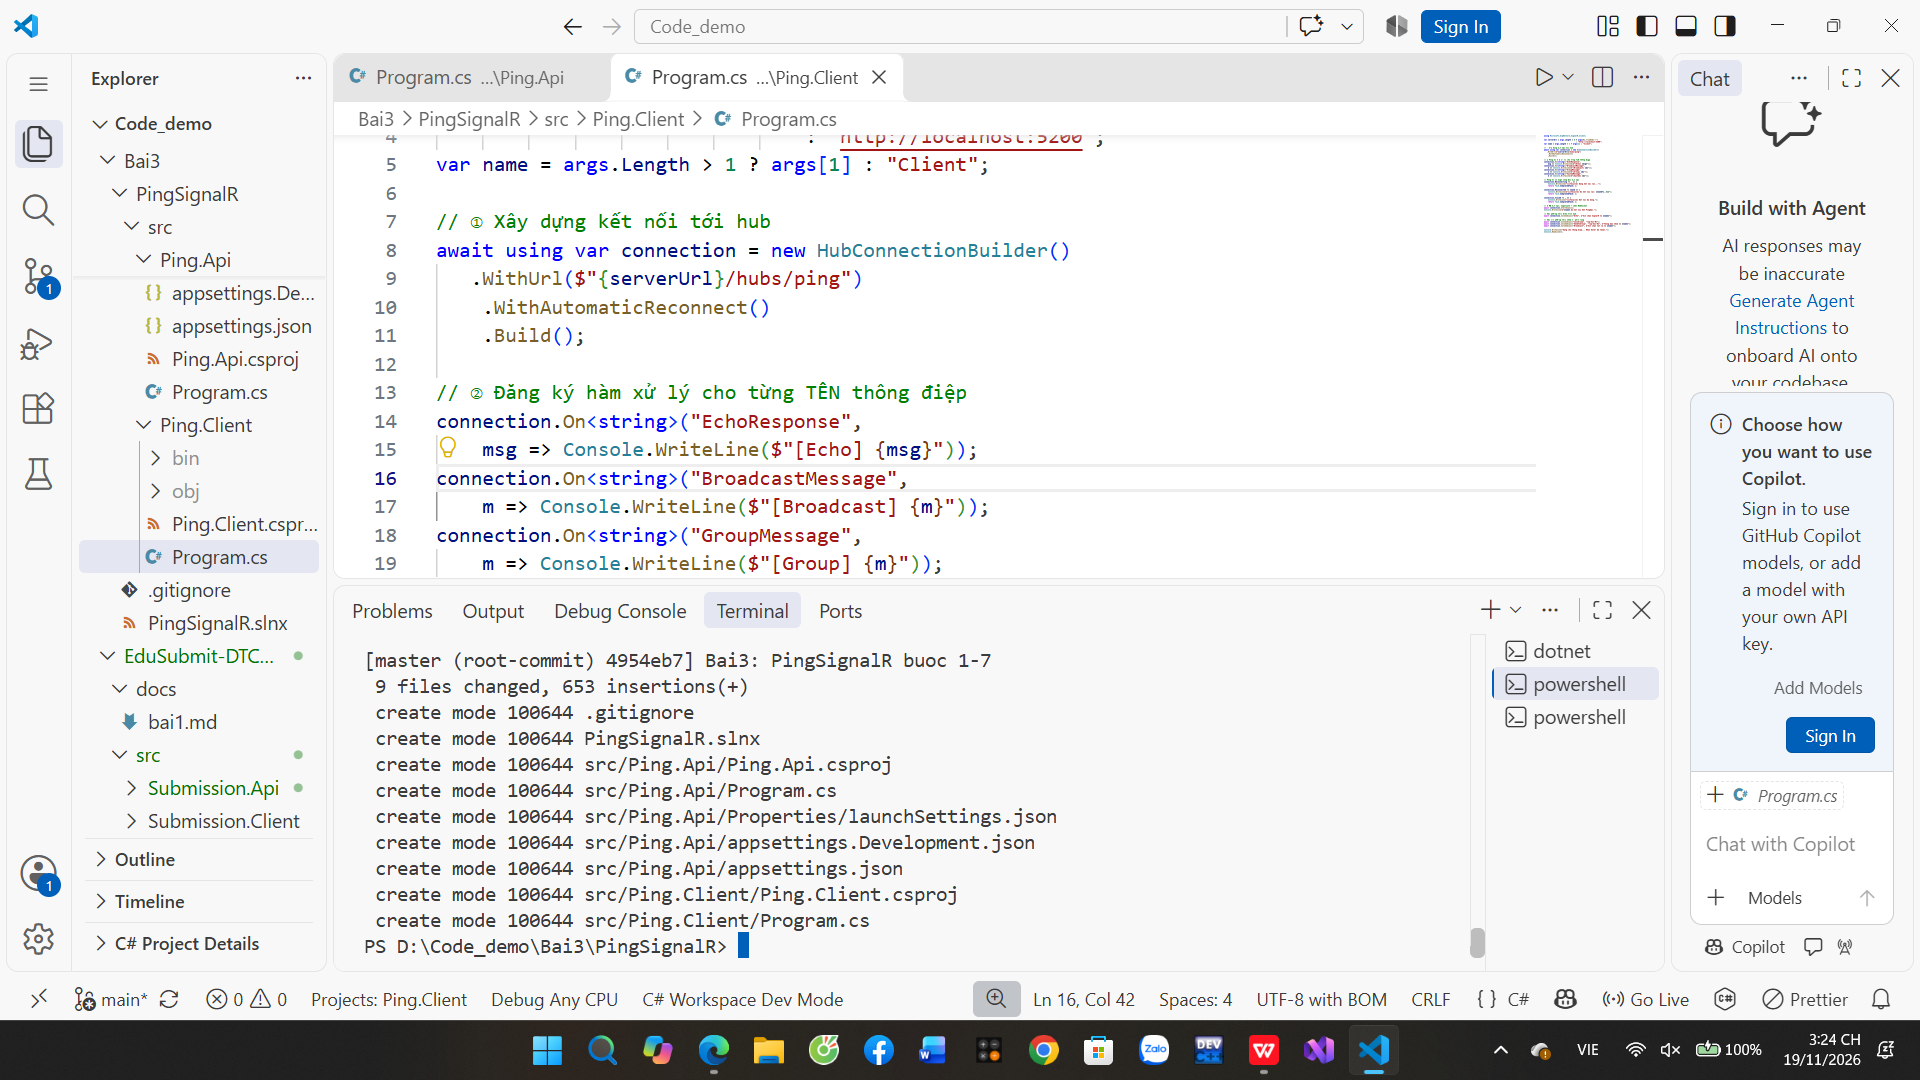 Code_demo
Sign In
Explorer
Code_demo
Bai3
PingSignalR
src
Ping.Api
appsettings.De...
appsettings.json
Ping.Api.csproj
Program.cs
Ping.Client
bin
obj
Ping.Client.cspr...
Program.cs
.gitignore
PingSignalR.slnx
EduSubmit-DTC...
docs
bai1.md
src
Submission.Api
Submission.Client
Outline
Timeline
C# Project Details
1
1
Program.cs ...\Ping.Api
Program.cs ...\Ping.Client
Bai3 > PingSignalR > src > Ping.Client > Program.cs
4 : "http://localhost:5200";
5 var name = args.Length > 1 ? args[1] : "Client";
6
7 // ① Xây dựng kết nối tới hub
8 await using var connection = new HubConnectionBuilder()
9 .WithUrl($"{serverUrl}/hubs/ping")
10 .WithAutomaticReconnect()
11 .Build();
12
13 // ② Đăng ký hàm xử lý cho từng TÊN thông điệp
14 connection.On<string>("EchoResponse",
15 msg => Console.WriteLine($"[Echo] {msg}"));
16 connection.On<string>("BroadcastMessage",
17 m => Console.WriteLine($"[Broadcast] {m}"));
18 connection.On<string>("GroupMessage",
19 m => Console.WriteLine($"[Group] {m}"));
Problems Output Debug Console Terminal Ports
[master (root-commit) 4954eb7] Bai3: PingSignalR buoc 1-7
9 files changed, 653 insertions(+)
create mode 100644 .gitignore
create mode 100644 PingSignalR.slnx
create mode 100644 src/Ping.Api/Ping.Api.csproj
create mode 100644 src/Ping.Api/Program.cs
create mode 100644 src/Ping.Api/Properties/launchSettings.json
create mode 100644 src/Ping.Api/appsettings.Development.json
create mode 100644 src/Ping.Api/appsettings.json
create mode 100644 src/Ping.Client/Ping.Client.csproj
create mode 100644 src/Ping.Client/Program.cs
PS D:\Code_demo\Bai3\PingSignalR>
dotnet
powershell
powershell
Chat
Build with Agent
AI responses may
be inaccurate
Generate Agent
Instructions to
onboard AI onto
your codebase
Choose how
you want to use
Copilot.
Sign in to use
GitHub Copilot
models, or add
a model with
your own API
key.
Add Models
Sign In
Program.cs
Chat with Copilot
Models
Copilot
main* 0 0 Projects: Ping.Client Debug Any CPU C# Workspace Dev Mode Ln 16, Col 42 Spaces: 4 UTF-8 with BOM CRLF { } C# Go Live Prettier
Zalo
DEV
VIE
100%
3:24 CH
19/11/2026